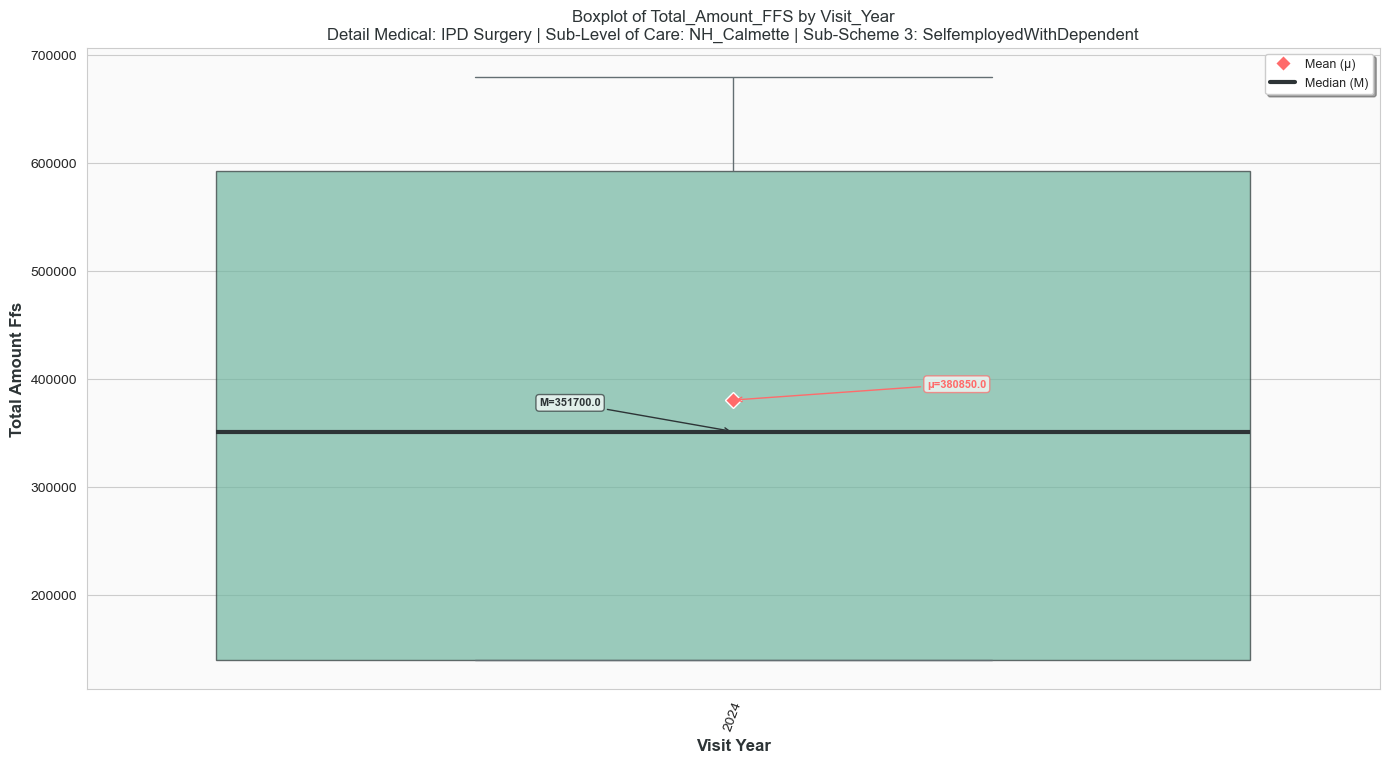 Boxplot of Total_Amount_FFS by Visit_Year
Detail Medical: IPD Surgery | Sub-Level of Care: NH_Calmette | Sub-Scheme 3: SelfemployedWithDependent
Mean (μ)
Median (M)
700000
600000
500000
400000
300000
200000
Total Amount Ffs
μ=380850.0
M=351700.0
2024
Visit Year